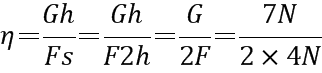 η = Gh/Fs = Gh/F2h = G/2F = 7N/2 × 4N